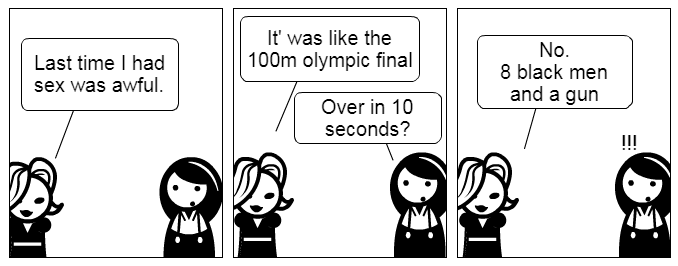 Last time I had
sex was awful.
It' was like the
100m olympic final
Over in 10
seconds?
No.
8 black men
and a gun
!!!